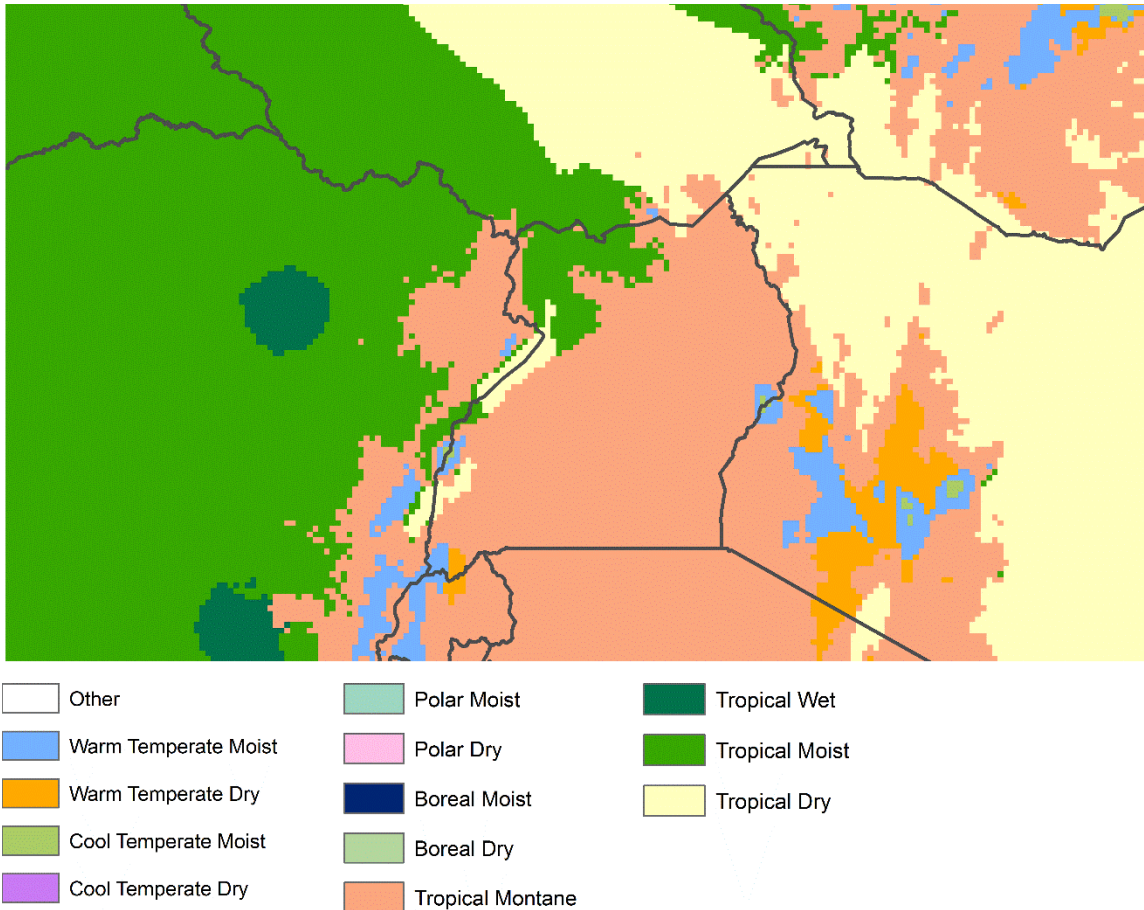 Other
Warm Temperate Moist
Warm Temperate Dry
Cool Temperate Moist
Cool Temperate Dry
Polar Moist
Polar Dry
Boreal Moist
Boreal Dry
Tropical Montane
Tropical Wet
Tropical Moist
Tropical Dry